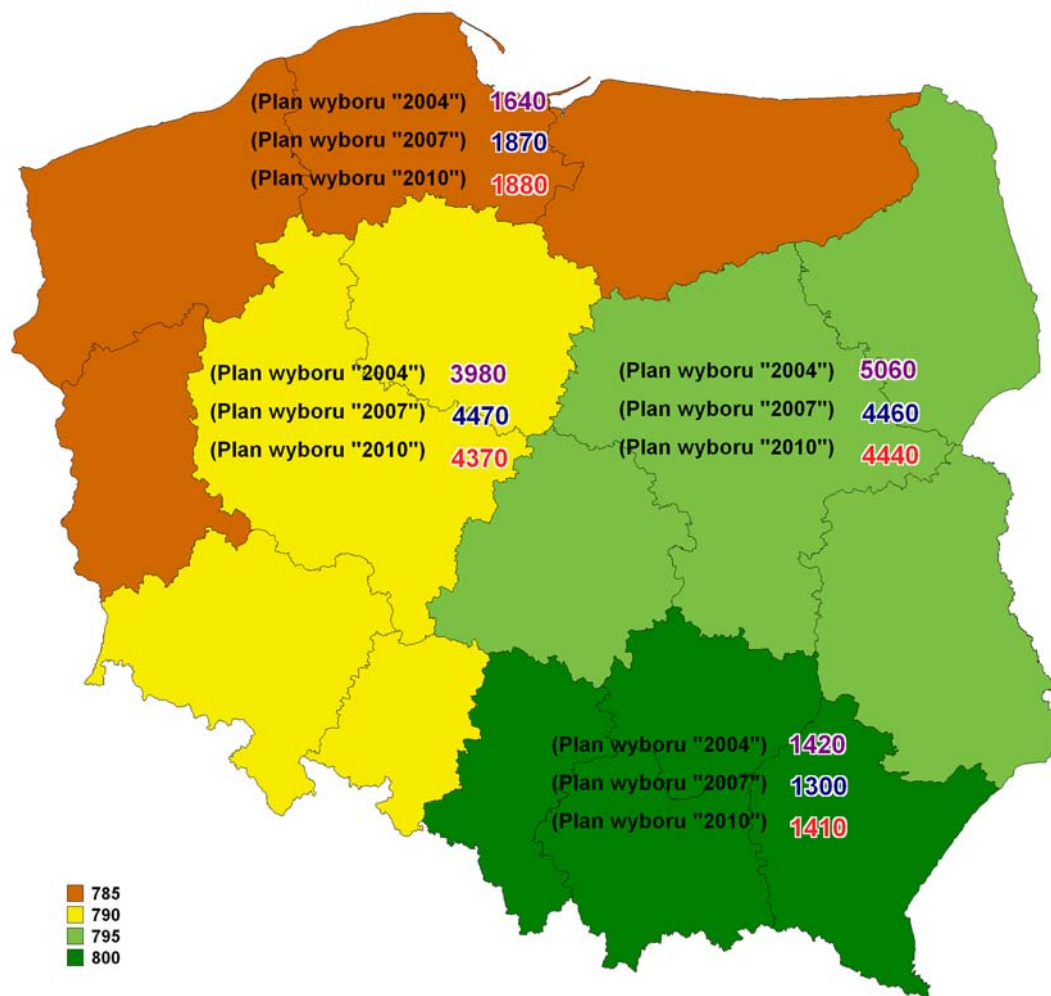 (Plan wyboru "2004") 1640
(Plan wyboru "2007") 1870
(Plan wyboru "2010") 1880
(Plan wyboru "2004") 3980
(Plan wyboru "2007") 4470
(Plan wyboru "2010") 4370
(Plan wyboru "2004") 5060
(Plan wyboru "2007") 4460
(Plan wyboru "2010") 4440
(Plan wyboru "2004") 1420
(Plan wyboru "2007") 1300
(Plan wyboru "2010") 1410
785
790
795
800